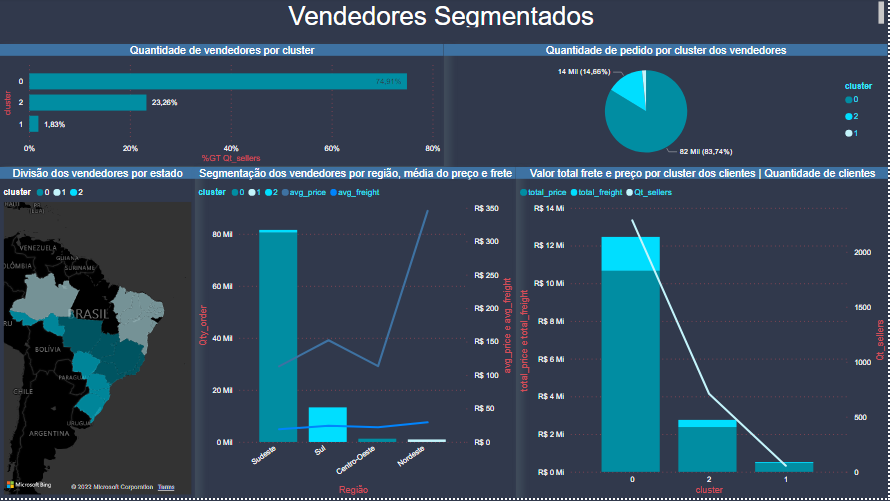 Vendedores Segmentados
Quantidade de vendedores por cluster
cluster
0
2
1
74,91%
23,26%
1,83%
0%
20%
40%
60%
80%
%GT Qt_sellers
Quantidade de pedido por cluster dos vendedores
14 Mil (14,66%)
82 Mil (83,74%)
cluster
0
2
1
Divisão dos vendedores por estado
cluster 0 1 2
VENEZUELA
GUIANA
SURINAME
COLÔMBIA
BRASIL
BOLÍVIA
PARAGUAI
CHILE
URUGUAI
ARGENTINA
Microsoft Bing
© 2022 Microsoft Corporation Terms
Segmentação dos vendedores por região, média do preço e frete
cluster 0 1 2 avg_price avg_freight
Qty_order
80 Mil
60 Mil
40 Mil
20 Mil
0 Mil
R$ 350
R$ 300
R$ 250
R$ 200
R$ 150
R$ 100
R$ 50
R$ 0
avg_price e avg_freight
Sudeste
Sul
Centro-Oeste
Nordeste
Região
Valor total frete e preço por cluster dos clientes | Quantidade de clientes
total_price total_freight Qt_sellers
total_price e total_freight
R$ 14 Mi
R$ 12 Mi
R$ 10 Mi
R$ 8 Mi
R$ 6 Mi
R$ 4 Mi
R$ 2 Mi
R$ 0 Mi
2000
1500
1000
500
0
Qt_sellers
0
2
1
cluster